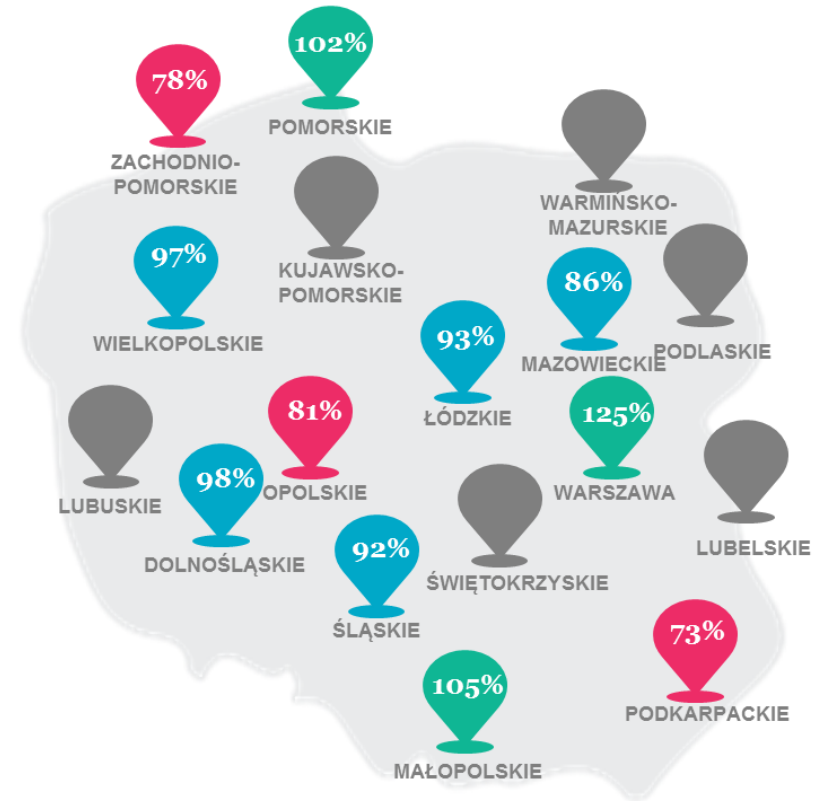 102%
POMORSKIE
78%
ZACHODNIO-
POMORSKIE
WARMIŃSKO-
MAZURSKIE
KUJAWSKO-
POMORSKIE
97%
WIELKOPOLSKIE
86%
MAZOWIECKIE
PODLASKIE
93%
ŁÓDZKIE
125%
WARSZAWA
81%
OPOLSKIE
LUBUSKIE
98%
DOLNOŚLĄSKIE
LUBELSKIE
ŚWIĘTOKRZYSKIE
92%
ŚLĄSKIE
73%
PODKARPACKIE
105%
MAŁOPOLSKIE